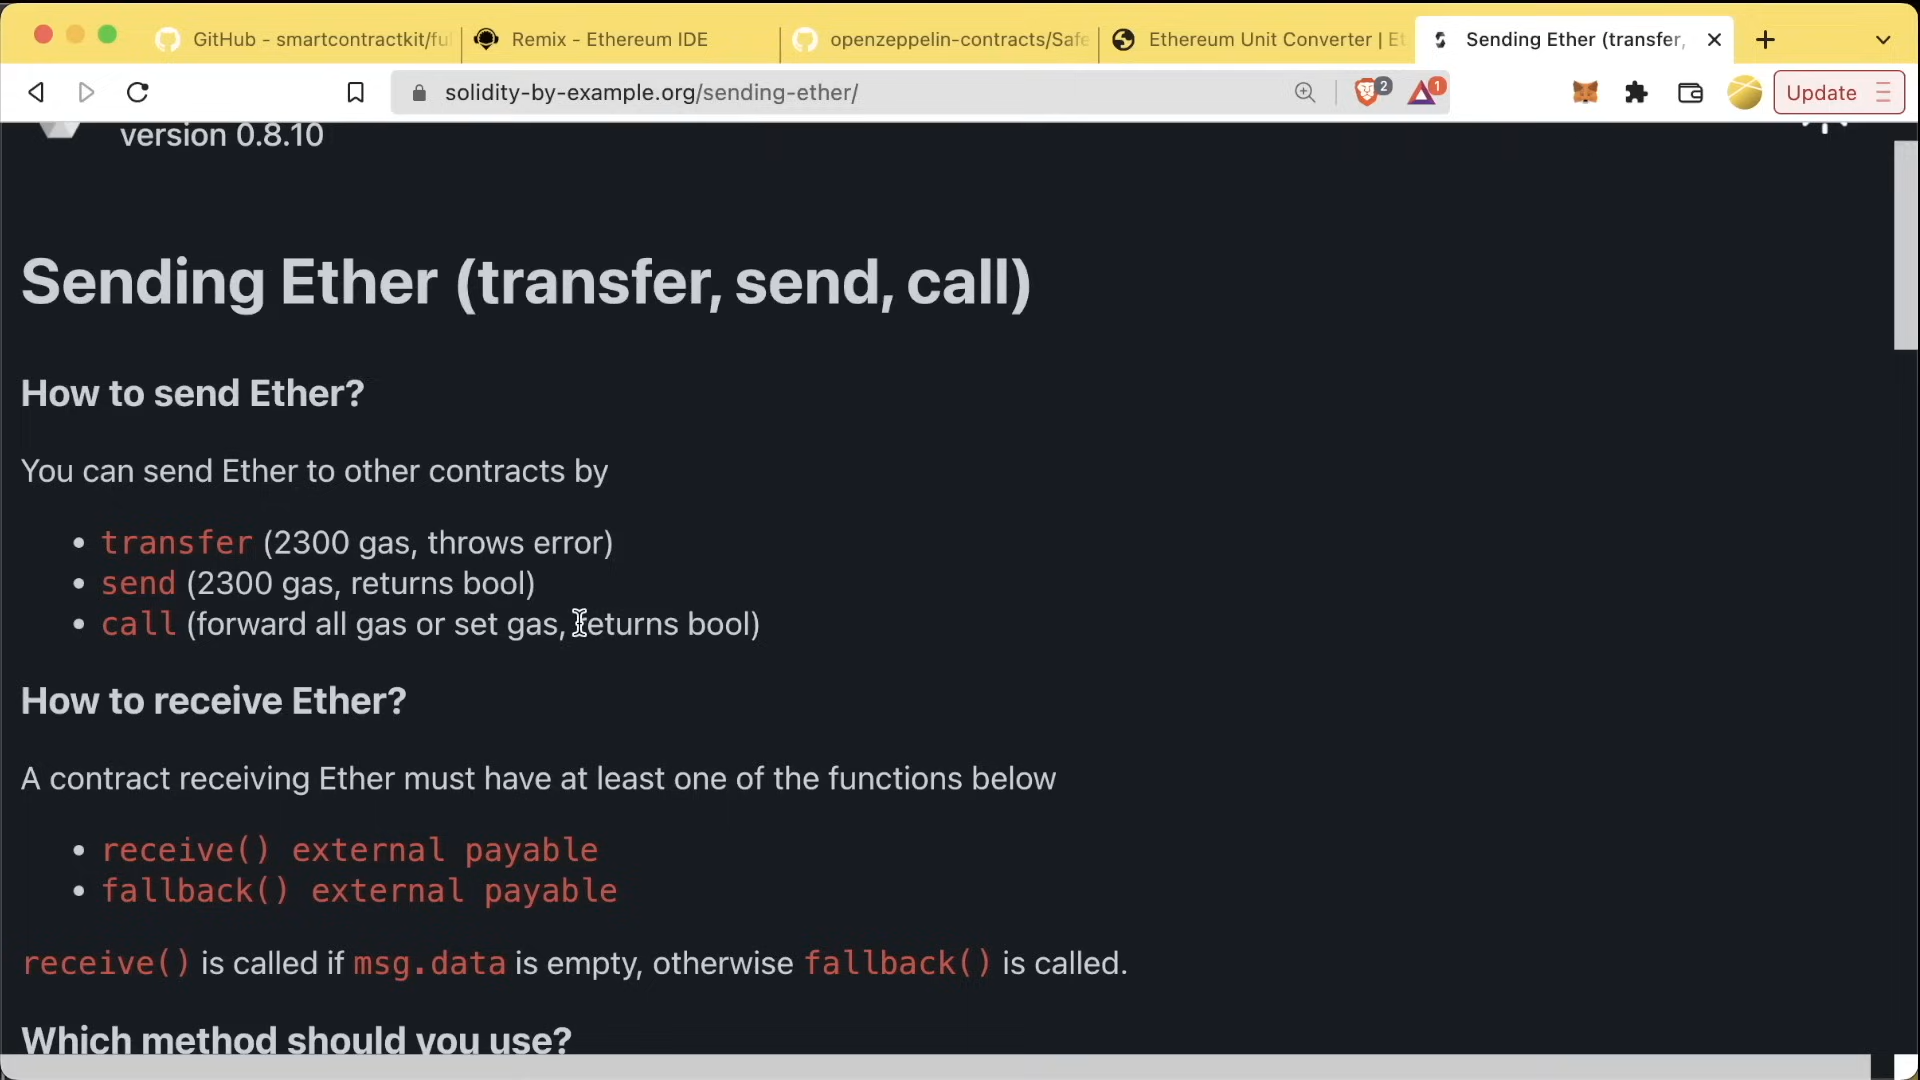 GitHub - smartcontractkit/ful
Remix - Ethereum IDE
openzeppelin-contracts/Safe
Ethereum Unit Converter | Et
Sending Ether (transfer,
solidity-by-example.org/sending-ether/
2
1
Update
version 0.8.10
Sending Ether (transfer, send, call)
How to send Ether?
You can send Ether to other contracts by
• transfer (2300 gas, throws error)
• send (2300 gas, returns bool)
• call (forward all gas or set gas, returns bool)
How to receive Ether?
A contract receiving Ether must have at least one of the functions below
• receive() external payable
• fallback() external payable
receive() is called if msg.data is empty, otherwise fallback() is called.
Which method should you use?